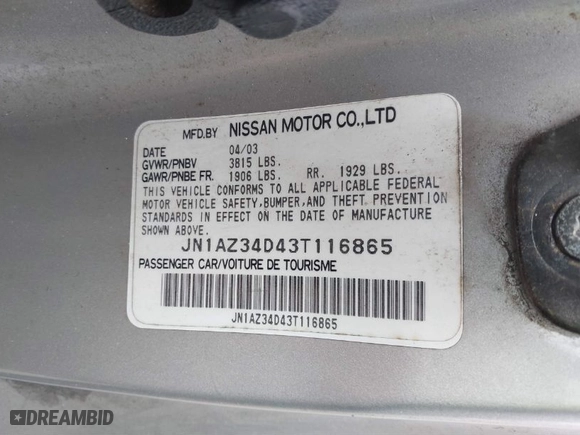 MFD.BY NISSAN MOTOR CO.,LTD
DATE 04/03
GVWR/PNBV 3815 LBS.
GAWR/PNBE FR. 1906 LBS. RR. 1929 LBS.
THIS VEHICLE CONFORMS TO ALL APPLICABLE FEDERAL
MOTOR VEHICLE SAFETY,BUMPER,AND THEFT PREVENTION
STANDARDS IN EFFECT ON THE DATE OF MANUFACTURE
SHOWN ABOVE.
JN1AZ34D43T116865
PASSENGER CAR/VOITURE DE TOURISME
JN1AZ34D43T116865
DREAMBID